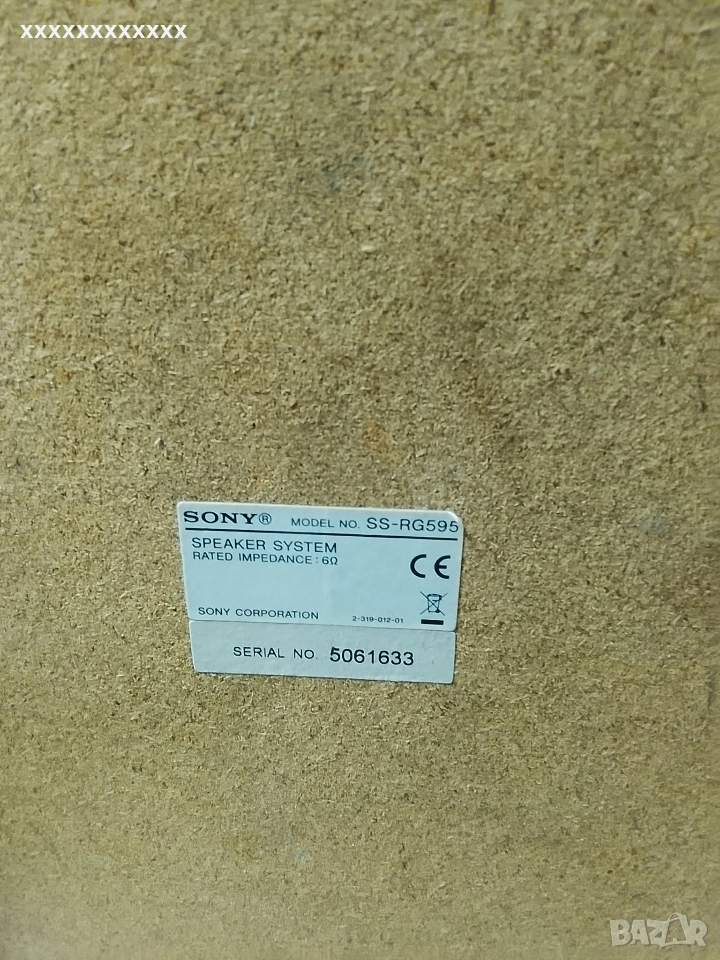 xxxxxxxxxxxxx
SONY® MODEL NO. SS-RG595
SPEAKER SYSTEM
RATED IMPEDANCE : 6Ω
CE
SONY CORPORATION 2-319-012-01
SERIAL NO. 5061633
BAZAR